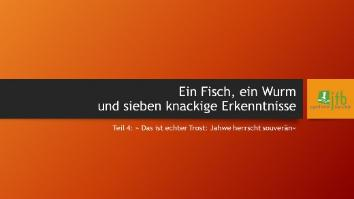 Ein Fisch, ein Wurm
und sieben knackige Erkenntnisse
Teil 4: » Das ist echter Trost: Jahwe herrscht souverän«
jfb